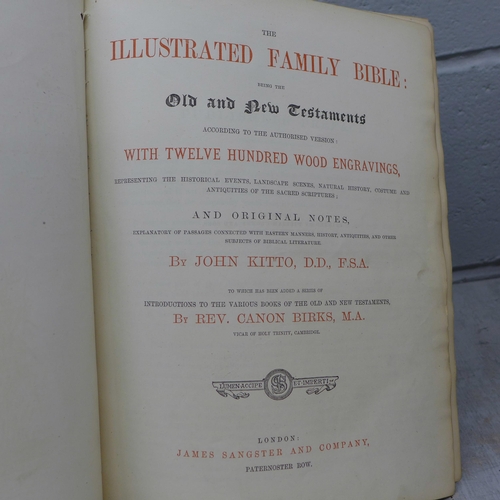 THE
ILLUSTRATED FAMILY BIBLE:
BEING THE
Old and New Testaments
ACCORDING TO THE AUTHORISED VERSION:
WITH TWELVE HUNDRED WOOD ENGRAVINGS,
REPRESENTING THE HISTORICAL EVENTS, LANDSCAPE SCENES, NATURAL HISTORY, COSTUME AND
ANTIQUITIES OF THE SACRED SCRIPTURES;
AND ORIGINAL NOTES,
EXPLANATORY OF PASSAGES CONNECTED WITH EASTERN MANNERS, HISTORY, ANTIQUITIES, AND OTHER
SUBJECTS OF BIBLICAL LITERATURE.
BY JOHN KITTO, D.D., F.S.A.
TO WHICH HAS BEEN ADDED A SERIES OF
INTRODUCTIONS TO THE VARIOUS BOOKS OF THE OLD AND NEW TESTAMENTS,
BY REV. CANON BIRKS, M.A.
VICAR OF HOLY TRINITY, CAMBRIDGE.
LUMEN ACCIPE ET IMPERTI
LONDON:
JAMES SANGSTER AND COMPANY,
PATERNOSTER ROW.